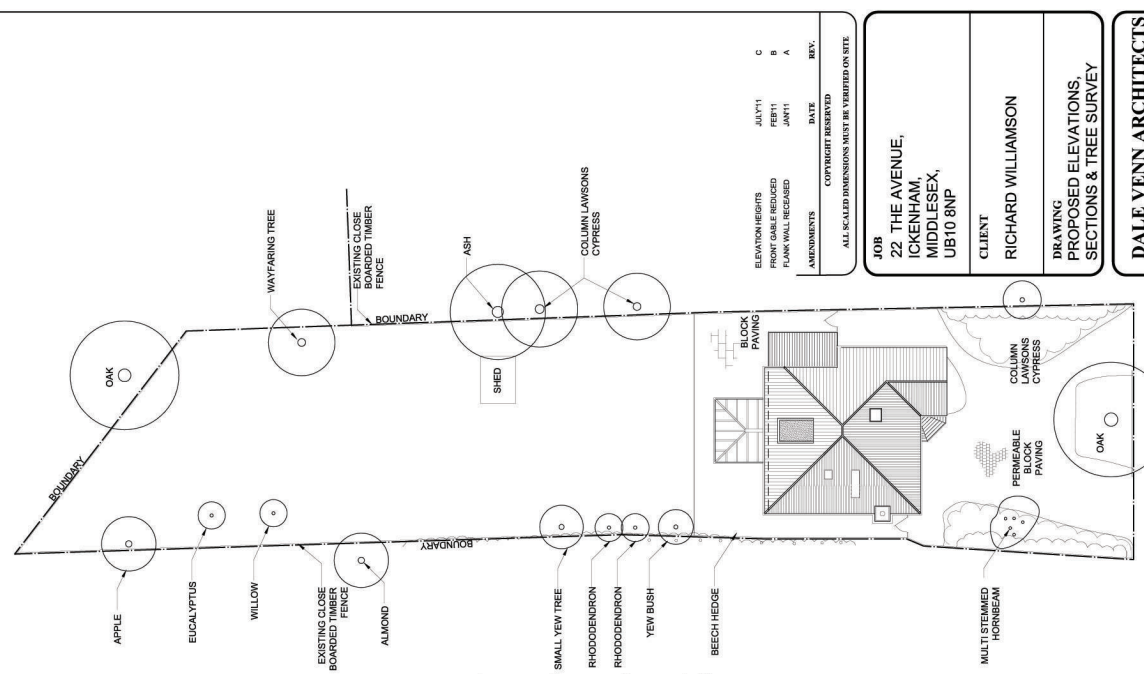 OAK
BOUNDARY
WAYFARING TREE
EXISTING CLOSE
BOARDED TIMBER
FENCE
BOUNDARY
ASH
COLUMN LAWSONS
CYPRESS
SHED
APPLE
EUCALYPTUS
WILLOW
EXISTING CLOSE
BOARDED TIMBER
FENCE
ALMOND
BOUNDARY
SMALL YEW TREE
RHODODENDRON
RHODODENDRON
YEW BUSH
BEECH HEDGE
BLOCK
PAVING
COLUMN
LAWSONS
CYPRESS
PERMEABLE
BLOCK
PAVING
OAK
MULTI STEMMED
HORNBEAM
ELEVATION HEIGHTS JULY'11 C
FRONT GABLE REDUCED FEB'11 B
FLANK WALL RECEASED JAN'11 A
AMENDMENTS DATE REV.
COPYRIGHT RESERVED
ALL SCALED DIMENSIONS MUST BE VERIFIED ON SITE
JOB
22 THE AVENUE,
ICKENHAM,
MIDDLESEX,
UB10 8NP
CLIENT
RICHARD WILLIAMSON
DRAWING
PROPOSED ELEVATIONS,
SECTIONS & TREE SURVEY
DALE VENN ARCHITECTS